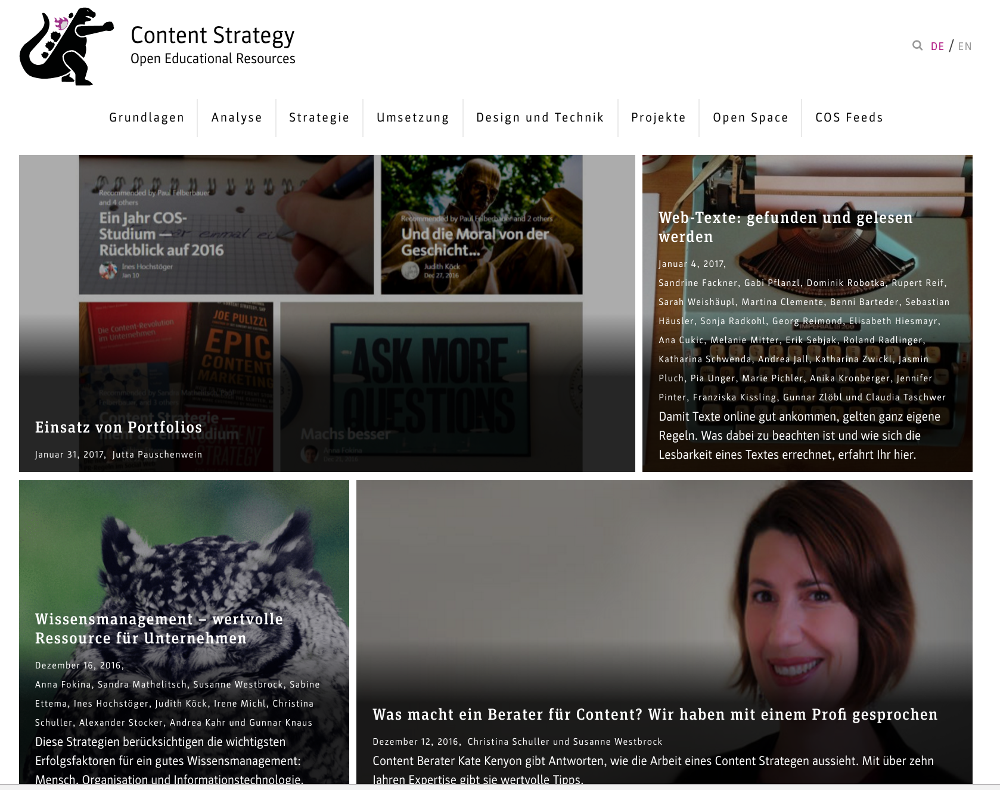 Content Strategy
Open Educational Resources
DE / EN
Grundlagen
Analyse
Strategie
Umsetzung
Design und Technik
Projekte
Open Space
COS Feeds
Recommended by Paul Felberbauer
and 4 others
Ein Jahr COS-
Studium —
Rückblick auf 2016
war einmal ei
Ines Hochstöger
Jan 10
Recommended by Paul Felberbauer and 2 others
Und die Moral von der
Geschicht...
Judith Köck
Dec 27, 2016
Die Content-Revolution
im Unternehmen
JOE PULIZZI
EPIC
CONTENT
MARKETING
Recommended by Sandra Mathelitsch, Paul
Felberbauer, and 3 others
Content Strategie —
mehr als ein Studium
CONTENT
STRATEGY
Sabine Ettema
ASK MORE
QUESTIONS
Machs besser
Anna Fokina
Dec 21, 2016
Einsatz von Portfolios
Januar 31, 2017, Jutta Pauschenwein
IMPERIAL
Web-Texte: gefunden und gelesen
werden
Januar 4, 2017,
Sandrine Fackner, Gabi Pflanzl, Dominik Robotka, Rupert Reif,
Sarah Weishäupl, Martina Clemente, Benni Barteder, Sebastian
Häusler, Sonja Radkohl, Georg Reimond, Elisabeth Hiesmayr,
Ana Cukic, Melanie Mitter, Erik Sebjak, Roland Radlinger,
Katharina Schwenda, Andrea Jall, Katharina Zwickl, Jasmin
Pluch, Pia Unger, Marie Pichler, Anika Kronberger, Jennifer
Pinter, Franziska Kissling, Gunnar Zlöbl und Claudia Taschwer
Damit Texte online gut ankommen, gelten ganz eigene
Regeln. Was dabei zu beachten ist und wie sich die
Lesbarkeit eines Textes errechnet, erfahrt Ihr hier.
Wissensmanagement – wertvolle
Ressource für Unternehmen
Dezember 16, 2016,
Anna Fokina, Sandra Mathelitsch, Susanne Westbrock, Sabine
Ettema, Ines Hochstöger, Judith Köck, Irene Michl, Christina
Schuller, Alexander Stocker, Andrea Kahr und Gunnar Knaus
Diese Strategien berücksichtigen die wichtigsten
Erfolgsfaktoren für ein gutes Wissensmanagement:
Mensch, Organisation und Informationstechnologie.
Was macht ein Berater für Content? Wir haben mit einem Profi gesprochen
Dezember 12, 2016, Christina Schuller und Susanne Westbrock
Content Berater Kate Kenyon gibt Antworten, wie die Arbeit eines Content Strategen aussieht. Mit über zehn
Jahren Expertise gibt sie wertvolle Tipps.